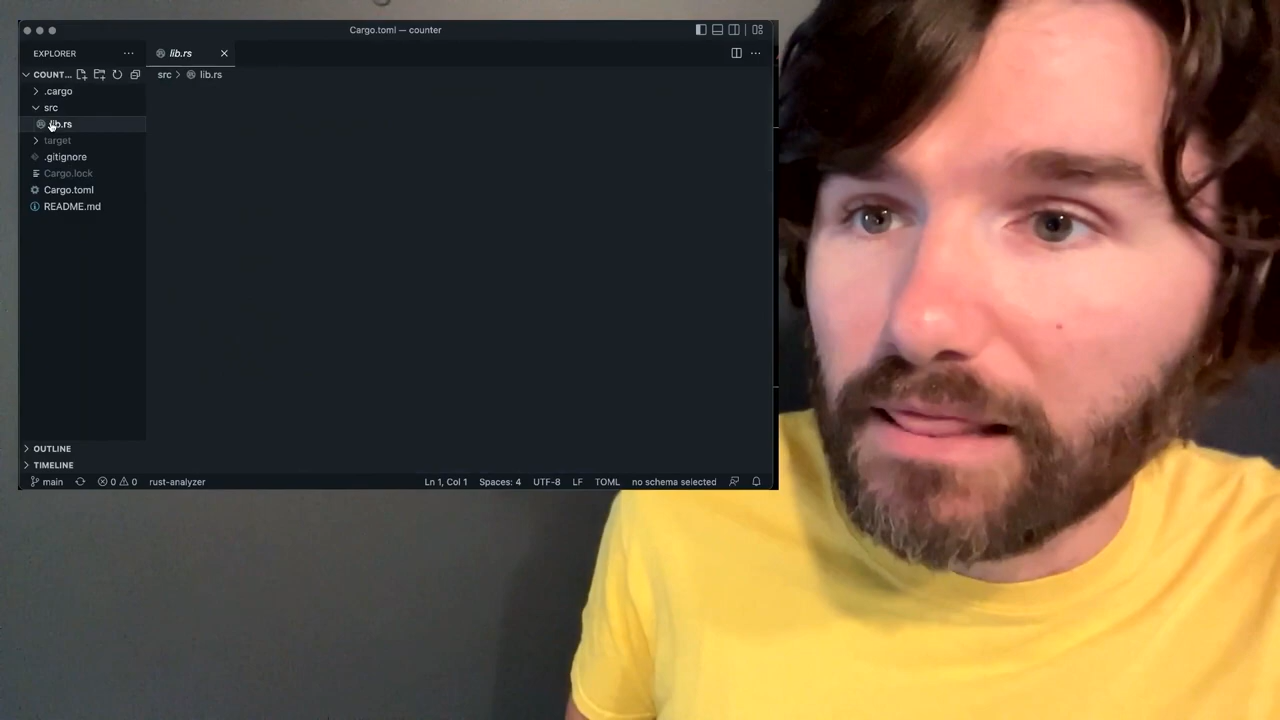 Cargo.toml — counter
EXPLORER
lib.rs
COUNT...
src > lib.rs
.cargo
src
lib.rs
target
.gitignore
Cargo.lock
Cargo.toml
README.md
OUTLINE
TIMELINE
main 0 0 rust-analyzer Ln 1, Col 1 Spaces: 4 UTF-8 LF TOML no schema selected